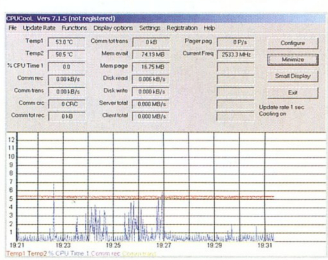 CPUCooL Vers 7.1.5 (not registered)
File Update Rate Functions Display options Settings Registration Help
Temp1 53.0 °C Comm tot trans 0 kB Pager pag. 0 P/s Configure
Temp2 50.5 °C Mem avail 74.19 MB Current Freq 2533.3 MHz Minimize
% CPU Time 1 0.0 Mem page 16.75 MB
Comm rec 0.00 kB/s Disk read 0.006 kB/s Small Display
Comm trans 0.00 kB/s Disk write 0.000 kB/s Exit
Comm crc 0 CRC Server total 0.000 kB/s Update rate 1 sec
Comm tot rec 0 kB Client total 0.000 kB/s Cooling on
12
11
10
9
8
7
6
5
4
3
2
1
19:21 19:23 19:25 19:27 19:29 19:31
Temp1 Temp2 % CPU Time 1 Comm rec